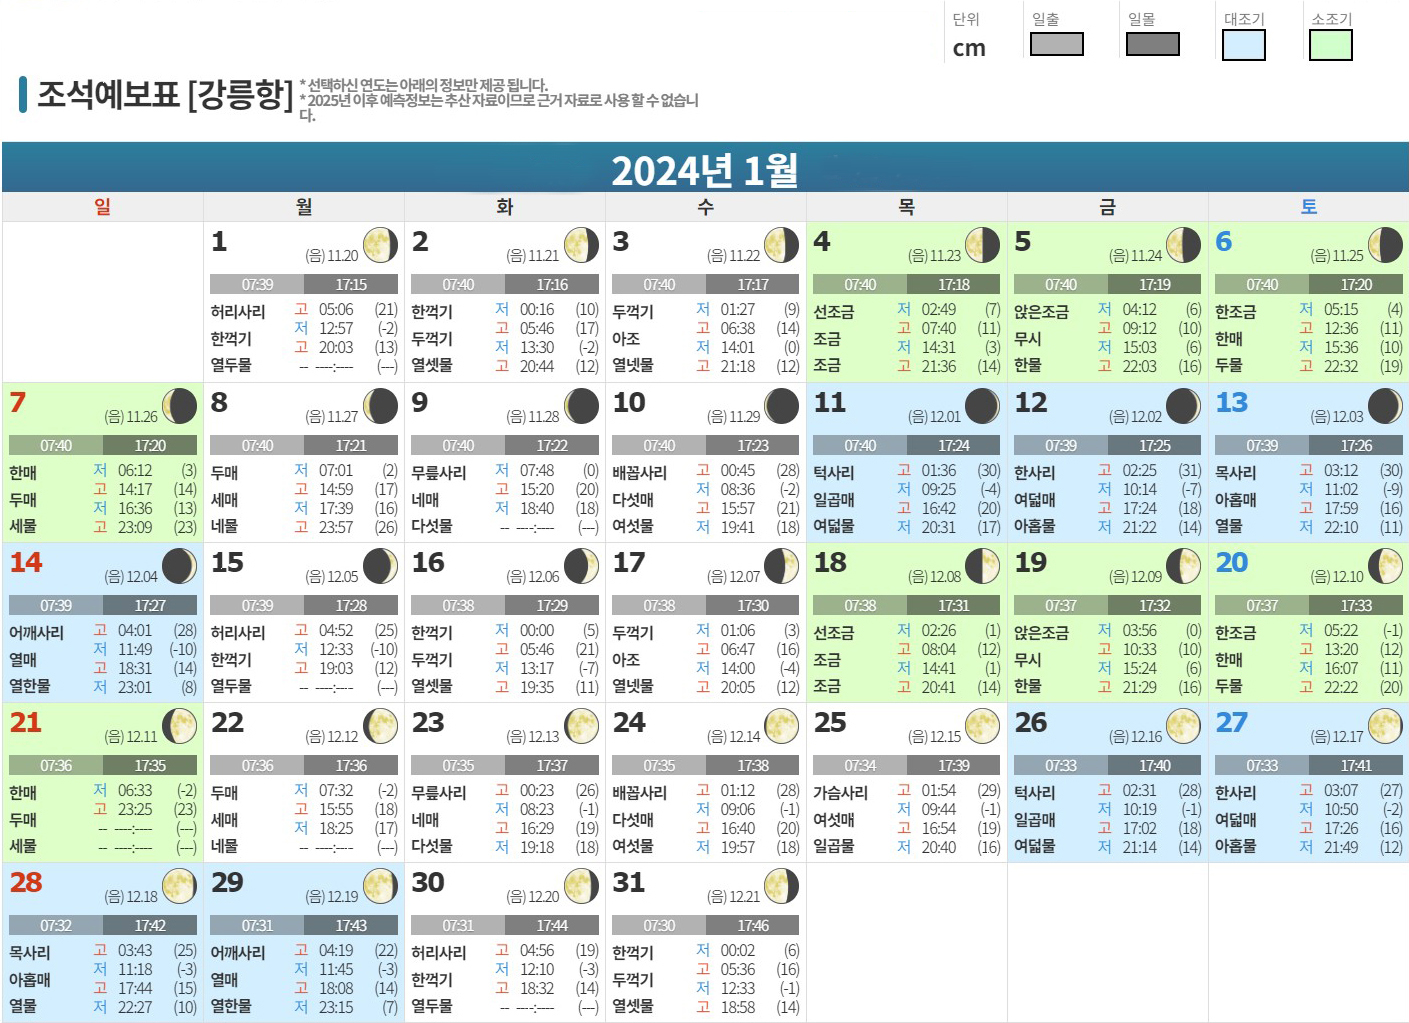 단위 일출 일몰 대조기 소조기
cm
조석예보표 [강릉항]
* 선택하신 연도는 아래의 정보만 제공 됩니다.
* 2025년 이후 예측정보는 추산 자료이므로 근거 자료로 사용 할 수 없습니
다.
2024년 1월
일 월 화 수 목 금 토
1 (음) 11.20
07:39 17:15
허리사리 한꺽기 열두물
고 05:06 (21)
저 12:57 (-2)
고 20:03 (13)
-- ----:---- (---)
2 (음) 11.21
07:40 17:16
한꺽기 두꺽기 열셋물
저 00:16 (10)
고 05:46 (17)
저 13:30 (-2)
고 20:44 (12)
3 (음) 11.22
07:40 17:17
두꺽기 아조 열넷물
저 01:27 (9)
고 06:38 (14)
저 14:01 (0)
고 21:18 (12)
4 (음) 11.23
07:40 17:18
선조금 조금 조금
저 02:49 (7)
고 07:40 (11)
저 14:31 (3)
고 21:36 (14)
5 (음) 11.24
07:40 17:19
앉은조금 무시 한물
저 04:12 (6)
고 09:12 (10)
저 15:03 (6)
고 22:03 (16)
6 (음) 11.25
07:40 17:20
한조금 한매 두물
저 05:15 (4)
고 12:36 (11)
저 15:36 (10)
고 22:32 (19)
7 (음) 11.26
07:40 17:20
한매 두매 세물
저 06:12 (3)
고 14:17 (14)
저 16:36 (13)
고 23:09 (23)
8 (음) 11.27
07:40 17:21
두매 세매 네물
저 07:01 (2)
고 14:59 (17)
저 17:39 (16)
고 23:57 (26)
9 (음) 11.28
07:40 17:22
무릎사리 네매 다섯물
저 07:48 (0)
고 15:20 (20)
저 18:40 (18)
-- ----:---- (---)
10 (음) 11.29
07:40 17:23
배꼽사리 다섯매 여섯물
고 00:45 (28)
저 08:36 (-2)
고 15:57 (21)
저 19:41 (18)
11 (음) 12.01
07:40 17:24
턱사리 일곱매 여덟물
고 01:36 (30)
저 09:25 (-4)
고 16:42 (20)
저 20:31 (17)
12 (음) 12.02
07:39 17:25
한사리 여덟매 아홉물
고 02:25 (31)
저 10:14 (-7)
고 17:24 (18)
저 21:22 (14)
13 (음) 12.03
07:39 17:26
목사리 아홉매 열물
고 03:12 (30)
저 11:02 (-9)
고 17:59 (16)
저 22:10 (11)
14 (음) 12.04
07:39 17:27
어깨사리 열매 열한물
고 04:01 (28)
저 11:49 (-10)
고 18:31 (14)
저 23:01 (8)
15 (음) 12.05
07:39 17:28
허리사리 한꺽기 열두물
고 04:52 (25)
저 12:33 (-10)
고 19:03 (12)
-- ----:---- (---)
16 (음) 12.06
07:38 17:29
한꺽기 두꺽기 열셋물
저 00:00 (5)
고 05:46 (21)
저 13:17 (-7)
고 19:35 (11)
17 (음) 12.07
07:38 17:30
두꺽기 아조 열넷물
저 01:06 (3)
고 06:47 (16)
저 14:00 (-4)
고 20:05 (12)
18 (음) 12.08
07:38 17:31
선조금 조금 조금
저 02:26 (1)
고 08:04 (12)
저 14:41 (1)
고 20:41 (14)
19 (음) 12.09
07:37 17:32
앉은조금 무시 한물
저 03:56 (0)
고 10:33 (10)
저 15:24 (6)
고 21:29 (16)
20 (음) 12.10
07:37 17:33
한조금 한매 두물
저 05:22 (-1)
고 13:20 (12)
저 16:07 (11)
고 22:22 (20)
21 (음) 12.11
07:36 17:35
한매 두매 세물
저 06:33 (-2)
고 23:25 (23)
-- ----:---- (---)
-- ----:---- (---)
22 (음) 12.12
07:36 17:36
두매 세매 네물
저 07:32 (-2)
고 15:55 (18)
저 18:25 (17)
-- ----:---- (---)
23 (음) 12.13
07:35 17:37
무릎사리 네매 다섯물
고 00:23 (26)
저 08:23 (-1)
고 16:29 (19)
저 19:18 (18)
24 (음) 12.14
07:35 17:38
배꼽사리 다섯매 여섯물
고 01:12 (28)
저 09:06 (-1)
고 16:40 (20)
저 19:57 (18)
25 (음) 12.15
07:34 17:39
가슴사리 여섯매 일곱물
고 01:54 (29)
저 09:44 (-1)
고 16:54 (19)
저 20:40 (16)
26 (음) 12.16
07:33 17:40
턱사리 일곱매 여덟물
고 02:31 (28)
저 10:19 (-1)
고 17:02 (18)
저 21:14 (14)
27 (음) 12.17
07:33 17:41
한사리 여덟매 아홉물
고 03:07 (27)
저 10:50 (-2)
고 17:26 (16)
저 21:49 (12)
28 (음) 12.18
07:32 17:42
목사리 아홉매 열물
고 03:43 (25)
저 11:18 (-3)
고 17:44 (15)
저 22:27 (10)
29 (음) 12.19
07:31 17:43
어깨사리 열매 열한물
고 04:19 (22)
저 11:45 (-3)
고 18:08 (14)
저 23:15 (7)
30 (음) 12.20
07:31 17:44
허리사리 한꺽기 열두물
고 04:56 (19)
저 12:10 (-3)
고 18:32 (14)
-- ----:---- (---)
31 (음) 12.21
07:30 17:46
한꺽기 두꺽기 열셋물
저 00:02 (6)
고 05:36 (16)
저 12:33 (-1)
고 18:58 (14)